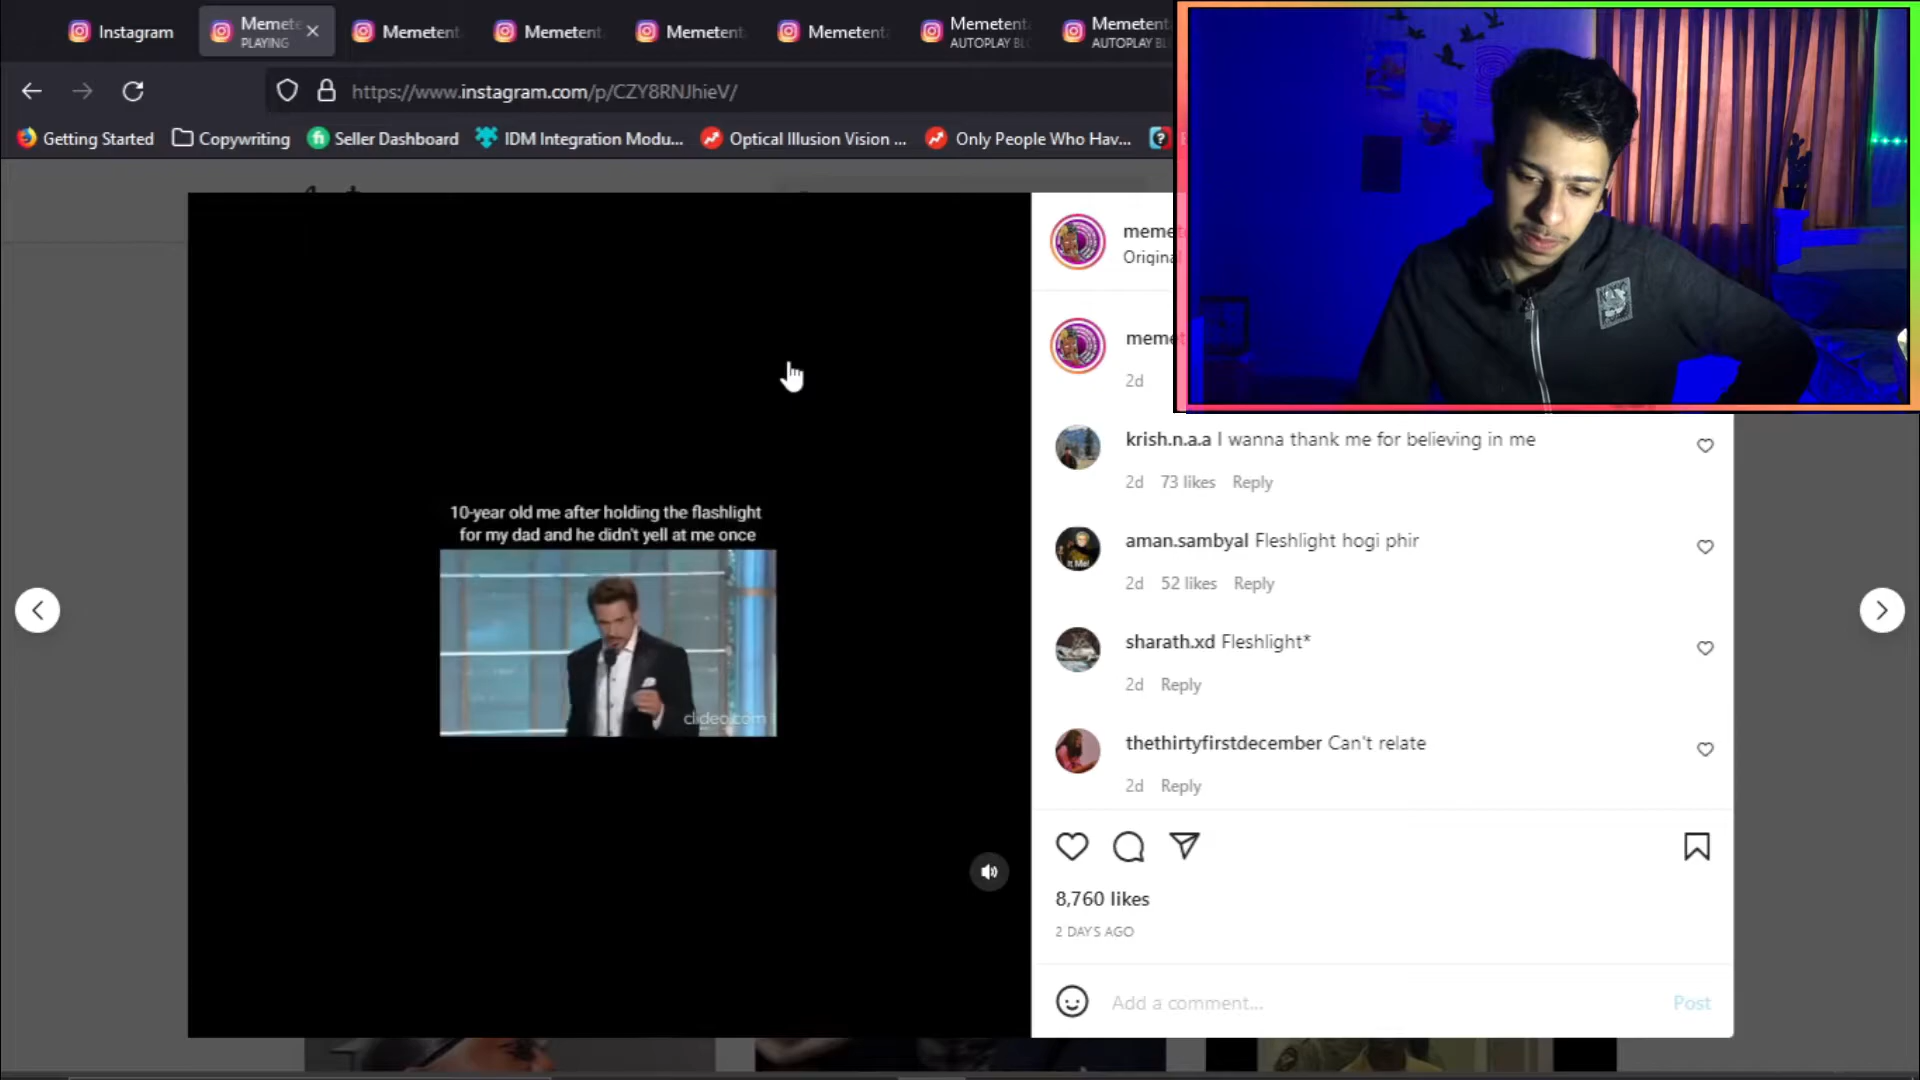 Instagram
Memete
PLAYING
Memetent
Memetent
Memetent
Memetent
Memetent
AUTOPLAY BL
Memetent
AUTOPLAY BL
https://www.instagram.com/p/CZY8RNJhieV/
Getting Started
Copywriting
Seller Dashboard
IDM Integration Modu...
Optical Illusion Vision ...
Only People Who Hav...
memet
Origina
memet
2d
krish.n.a.a I wanna thank me for believing in me
2d 73 likes Reply
aman.sambyal Fleshlight hogi phir
2d 52 likes Reply
sharath.xd Fleshlight*
2d Reply
thethirtyfirstdecember Can't relate
2d Reply
8,760 likes
2 DAYS AGO
Add a comment...
Post
10-year old me after holding the flashlight
for my dad and he didn't yell at me once
clideo.com